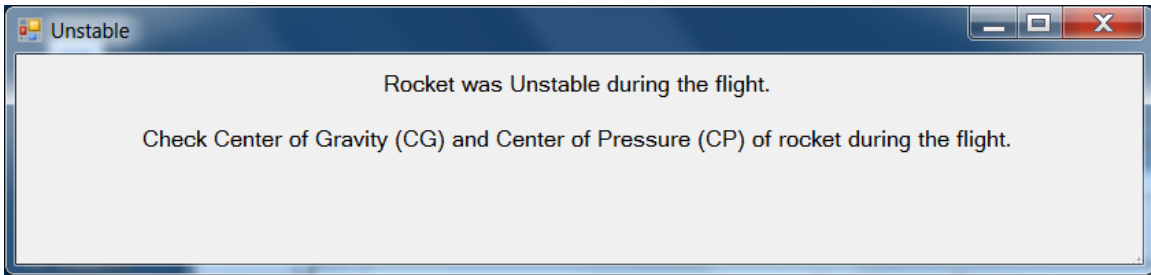 Unstable
Rocket was Unstable during the flight.
Check Center of Gravity (CG) and Center of Pressure (CP) of rocket during the flight.